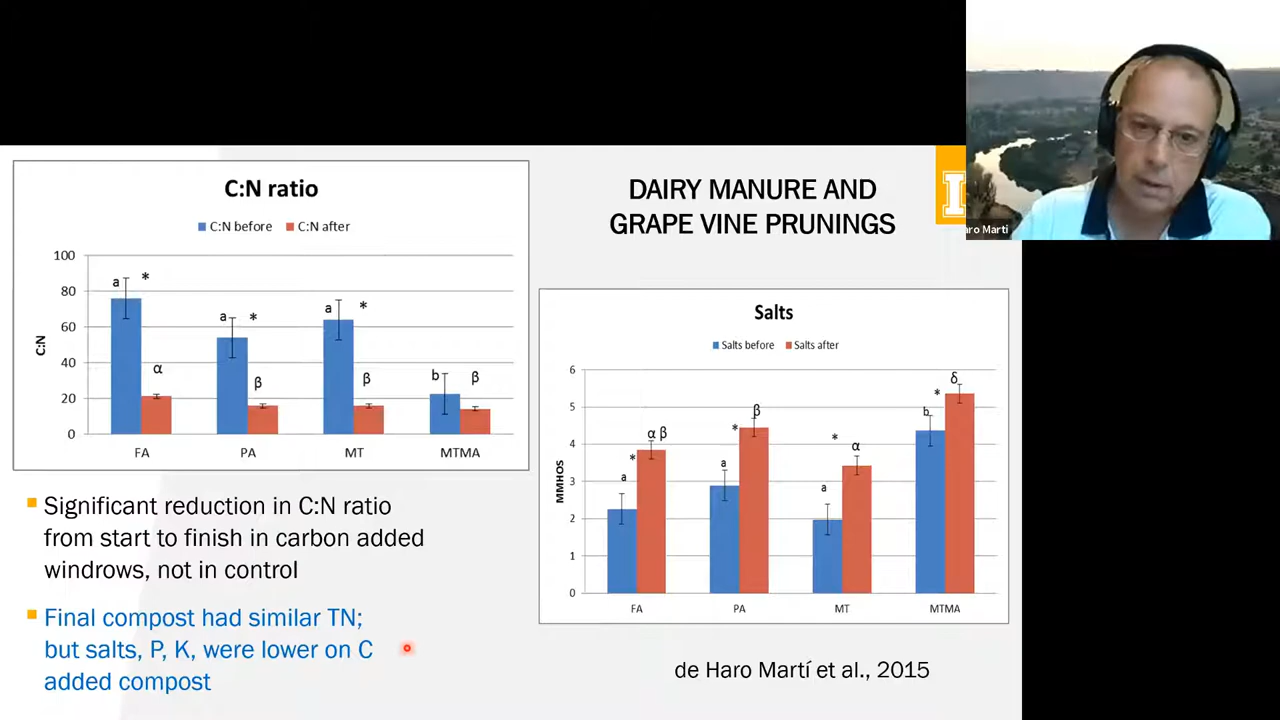 C:N ratio
C:N before C:N after
100
80
60
40
20
0
C:N
a *
α
a *
β
a *
β
b β
FA PA MT MTMA
Significant reduction in C:N ratio
from start to finish in carbon added
windrows, not in control
Final compost had similar TN;
but salts, P, K, were lower on C
added compost
DAIRY MANURE AND
GRAPE VINE PRUNINGS
I
aro Marti
Salts
Salts before Salts after
6
5
4
3
2
1
0
MMHOS
a * α β
a * β
a * α
b * δ
FA PA MT MTMA
de Haro Martí et al., 2015